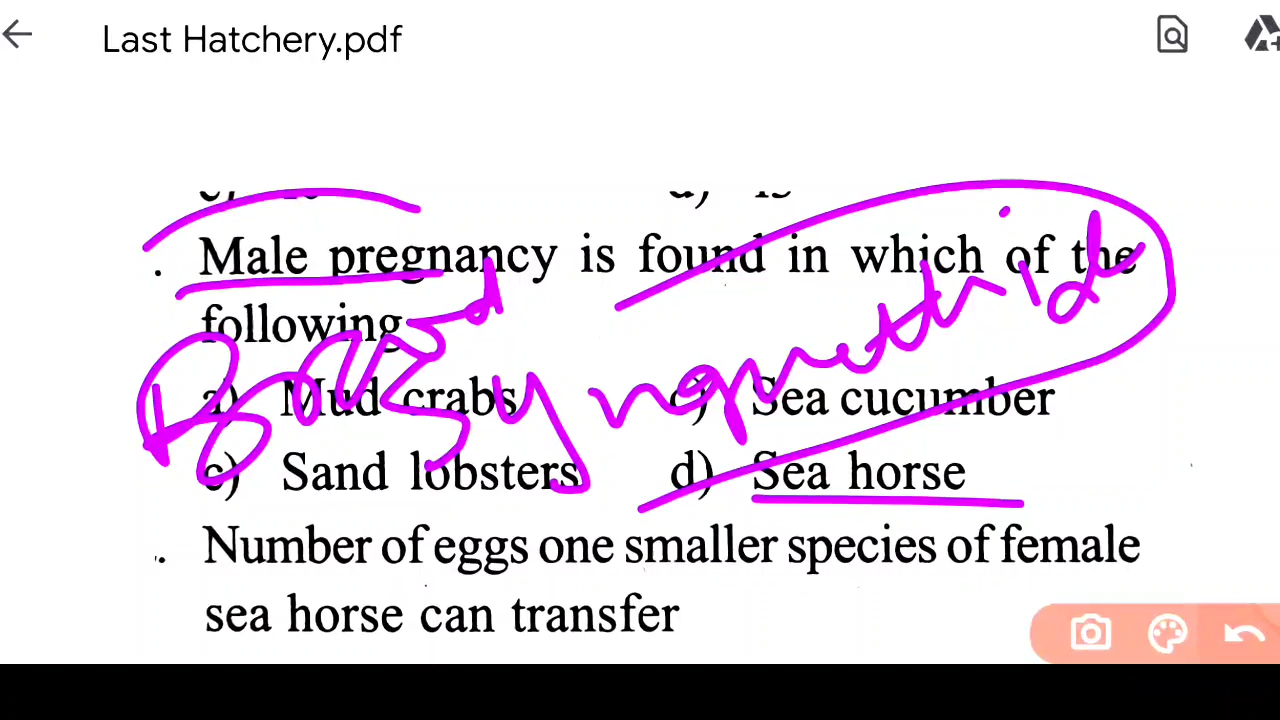 Last Hatchery.pdf
Male pregnancy is found in which of the
following
a) Mud crabs c) Sea cucumber
c) Sand lobsters d) Sea horse
Number of eggs one smaller species of female
sea horse can transfer